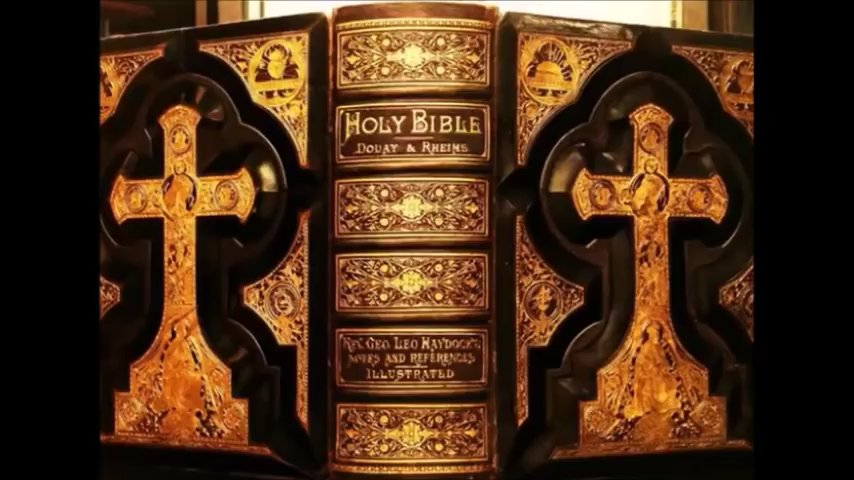 HOLY BIBLE
DOUAY & RHEIMS
REV. GEO. LEO HAYDOCK'S
NOTES AND REFERENCES
ILLUSTRATED